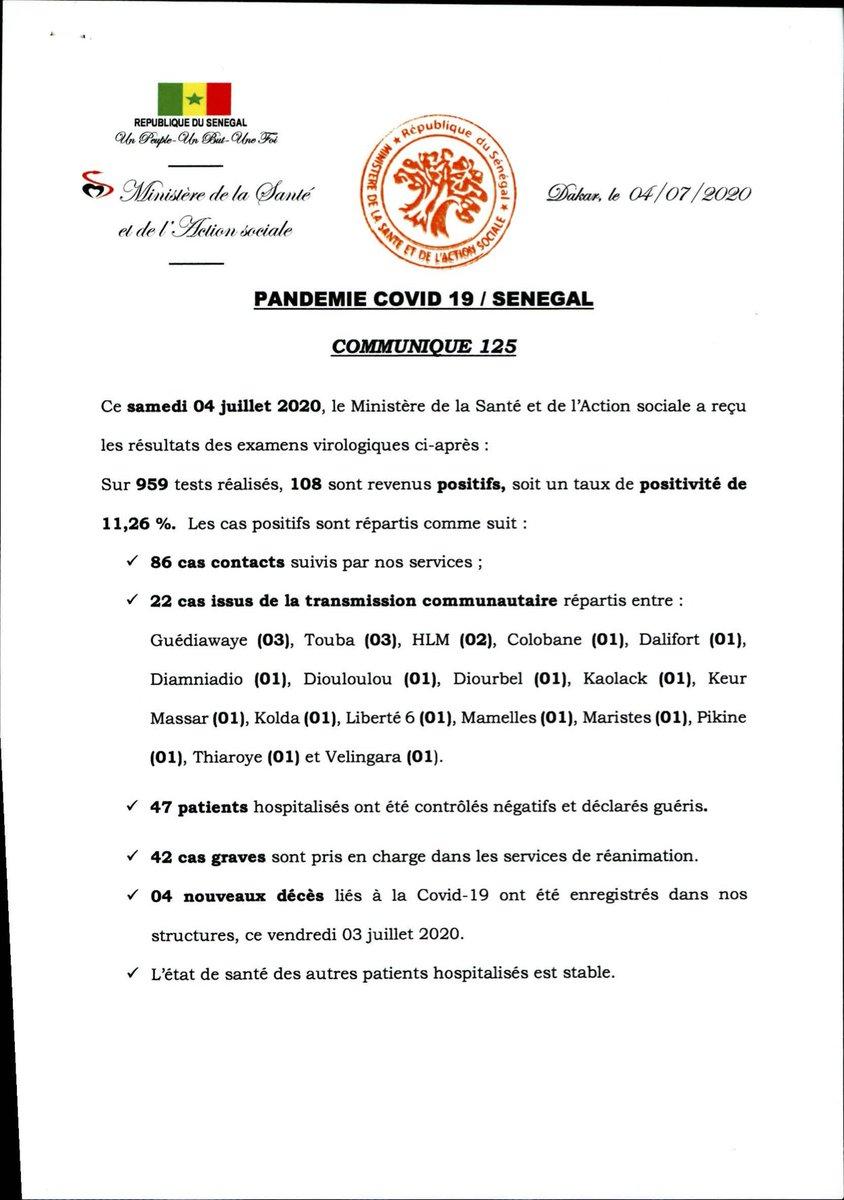 REPUBLIQUE DU SENEGAL
Un Peuple-Un But-Une Foi
Ministère de la Santé
et de l'Action sociale
★ République du Sénégal ★
MINISTERE DE LA SANTE ET DE L'ACTION SOCIALE
Dakar, le 04/07/2020
PANDEMIE COVID 19 / SENEGAL
COMMUNIQUE 125
Ce samedi 04 juillet 2020, le Ministère de la Santé et de l'Action sociale a reçu
les résultats des examens virologiques ci-après :
Sur 959 tests réalisés, 108 sont revenus positifs, soit un taux de positivité de
11,26 %. Les cas positifs sont répartis comme suit :
✓ 86 cas contacts suivis par nos services ;
✓ 22 cas issus de la transmission communautaire répartis entre :
Guédiawaye (03), Touba (03), HLM (02), Colobane (01), Dalifort (01),
Diamniadio (01), Diouloulou (01), Diourbel (01), Kaolack (01), Keur
Massar (01), Kolda (01), Liberté 6 (01), Mamelles (01), Maristes (01), Pikine
(01), Thiaroye (01) et Velingara (01).
✓ 47 patients hospitalisés ont été contrôlés négatifs et déclarés guéris.
✓ 42 cas graves sont pris en charge dans les services de réanimation.
✓ 04 nouveaux décès liés à la Covid-19 ont été enregistrés dans nos
structures, ce vendredi 03 juillet 2020.
✓ L'état de santé des autres patients hospitalisés est stable.